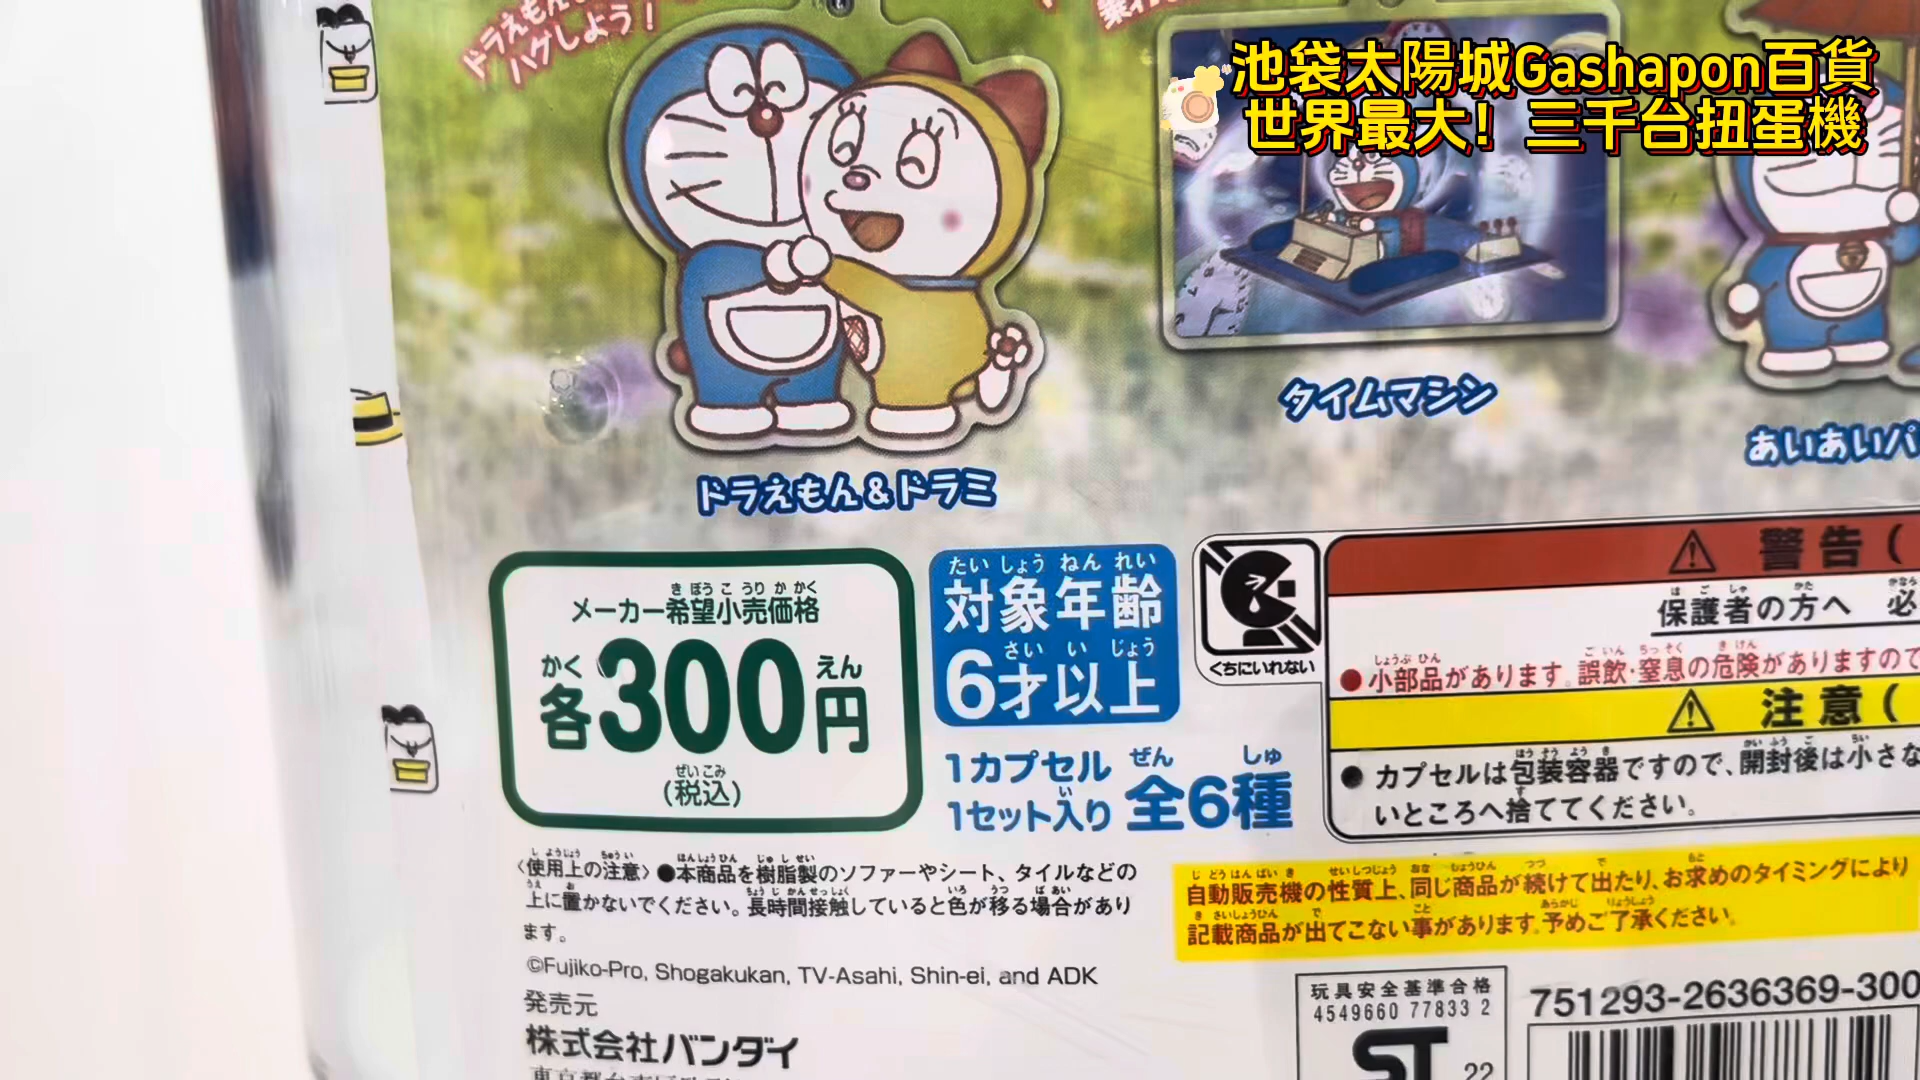 池袋太陽城Gashapon百貨
世界最大！三千台扭蛋機
ハグしよう！
タイムマシン
あいあいパ
ドラえもん&ドラミ
メーカー希望小売価格
各300円
(税込)
対象年齢
6才以上
1カプセル
1セット入り
全6種
くちにいれない
警告(
保護者の方へ 必
●小部品があります。誤飲・窒息の危険がありますので
注意(
●カプセルは包装容器ですので、開封後は小さな
いところへ捨ててください。
〈使用上の注意〉●本商品を樹脂製のソファーやシート、タイルなどの
上に置かないでください。長時間接触していると色が移る場合があり
ます。
自動販売機の性質上、同じ商品が続けて出たり、お求めのタイミングにより
記載商品が出てこない事があります。予めご了承ください。
©Fujiko-Pro, Shogakukan, TV-Asahi, Shin-ei, and ADK
発売元
株式会社バンダイ
玩具安全基準合格
4549660 77833 2
ST
22
751293-2636369-300